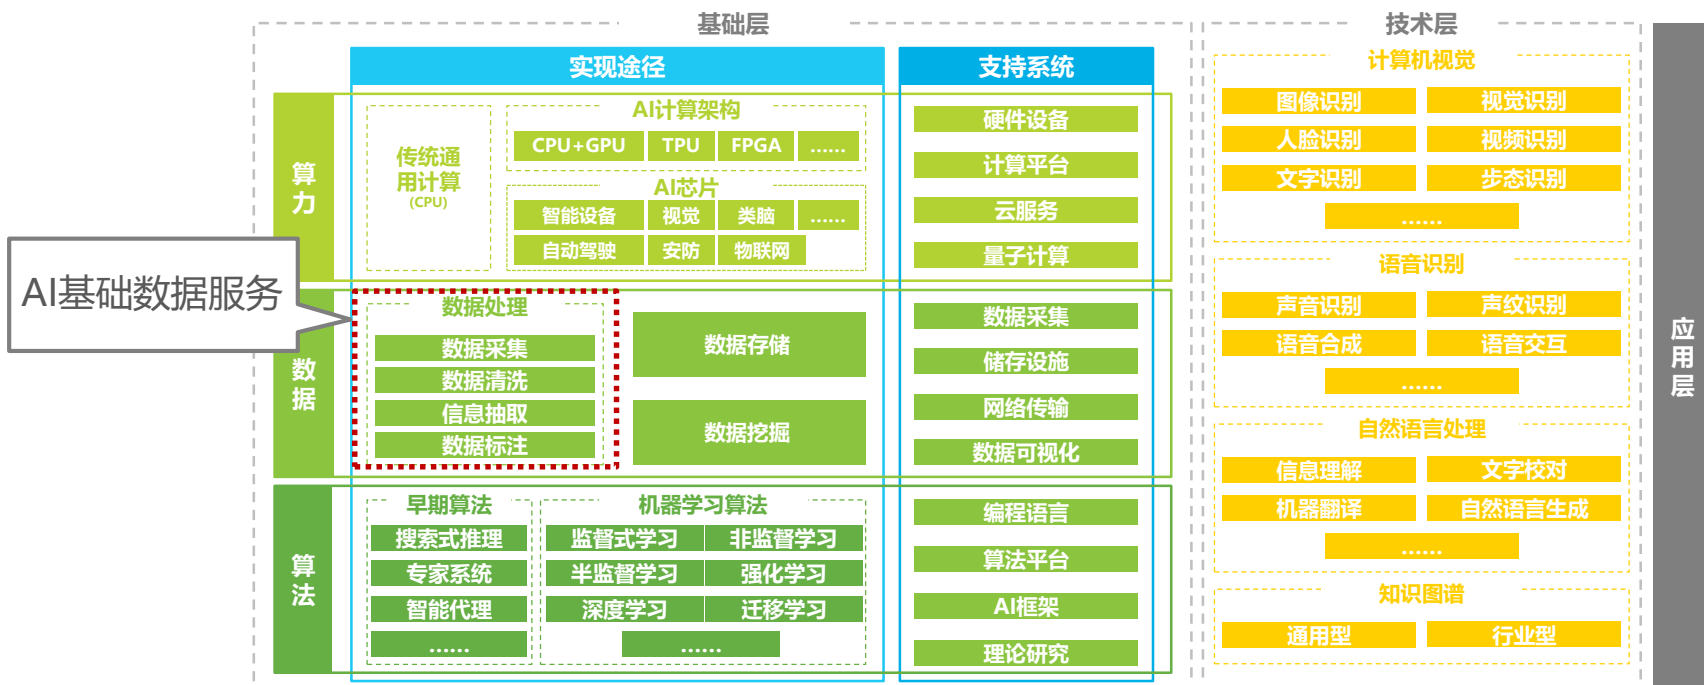 基础层
技术层
实现途径
支持系统
算力
传统通用计算
(CPU)
AI计算架构
CPU+GPU
TPU
FPGA
……
AI芯片
智能设备
视觉
类脑
……
自动驾驶
安防
物联网
硬件设备
计算平台
云服务
量子计算
AI基础数据服务
数据
数据处理
数据采集
数据清洗
信息抽取
数据标注
数据存储
数据挖掘
数据采集
储存设施
网络传输
数据可视化
算法
早期算法
搜索式推理
专家系统
智能代理
……
机器学习算法
监督式学习
非监督学习
半监督学习
强化学习
深度学习
迁移学习
……
编程语言
算法平台
AI框架
理论研究
计算机视觉
图像识别
视觉识别
人脸识别
视频识别
文字识别
步态识别
……
语音识别
声音识别
声纹识别
语音合成
语音交互
……
自然语言处理
信息理解
文字校对
机器翻译
自然语言生成
……
知识图谱
通用型
行业型
应用层